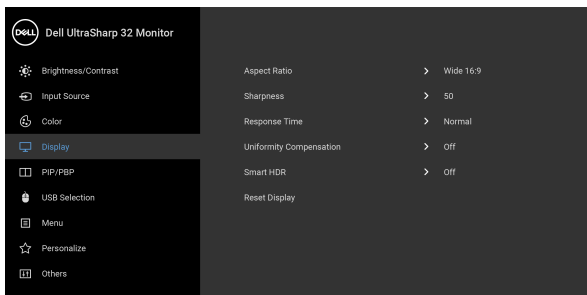 DELL Dell UltraSharp 32 Monitor
Brightness/Contrast
Input Source
Color
Display
PIP/PBP
USB Selection
Menu
Personalize
Others
Aspect Ratio > Wide 16:9
Sharpness > 50
Response Time > Normal
Uniformity Compensation > Off
Smart HDR > Off
Reset Display